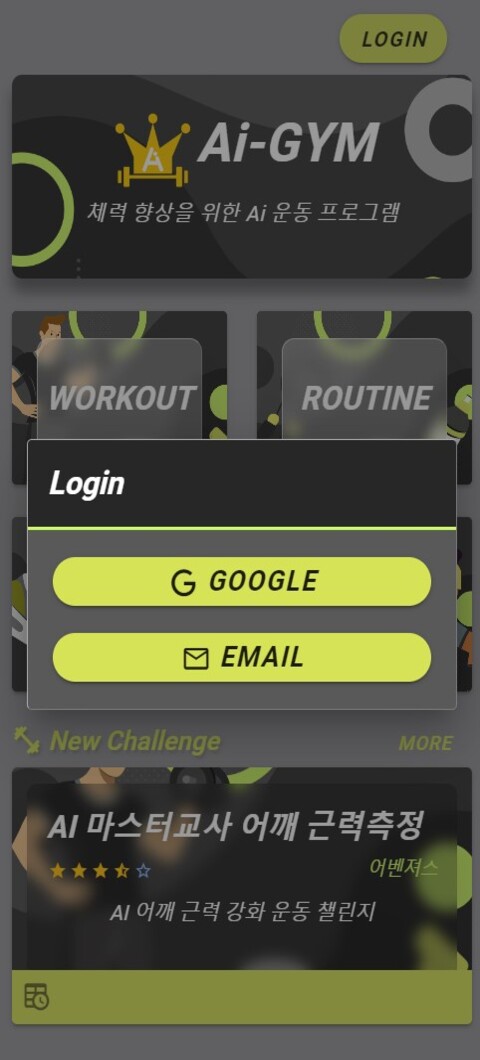 LOGIN
Ai-GYM
체력 향상을 위한 Ai 운동 프로그램
WORKOUT
ROUTINE
Login
GOOGLE
EMAIL
New Challenge
MORE
AI 마스터교사 어깨 근력측정
어벤져스
AI 어깨 근력 강화 운동 챌린지